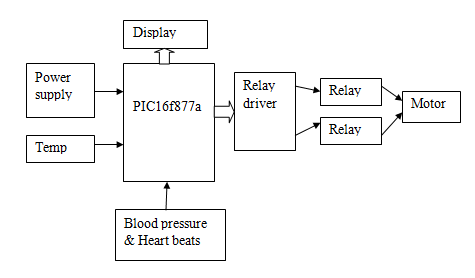 Display
Power
supply
PIC16f877a
Relay
driver
Relay
Relay
Motor
Temp
Blood pressure
& Heart beats